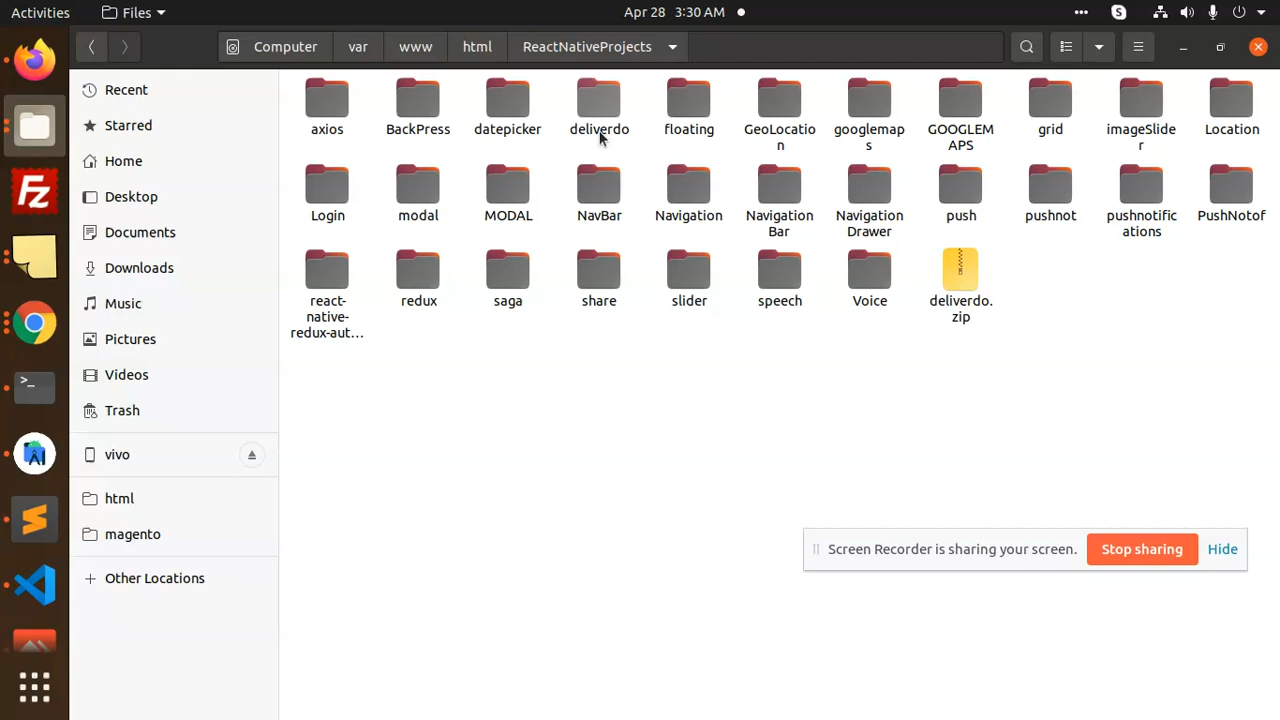 Activities
Files
Apr 28 3:30 AM
Computer
var
www
html
ReactNativeProjects
Recent
Starred
Home
Desktop
Documents
Downloads
Music
Pictures
Videos
Trash
vivo
html
magento
+ Other Locations
axios
BackPress
datepicker
deliverdo
floating
GeoLocatio
n
googlemap
s
GOOGLEM
APS
grid
imageSlide
r
Location
Login
modal
MODAL
NavBar
Navigation
Navigation
Bar
Navigation
Drawer
push
pushnot
pushnotific
ations
PushNotof
react-
native-
redux-aut...
redux
saga
share
slider
speech
Voice
deliverdo.
zip
Screen Recorder is sharing your screen.
Stop sharing
Hide